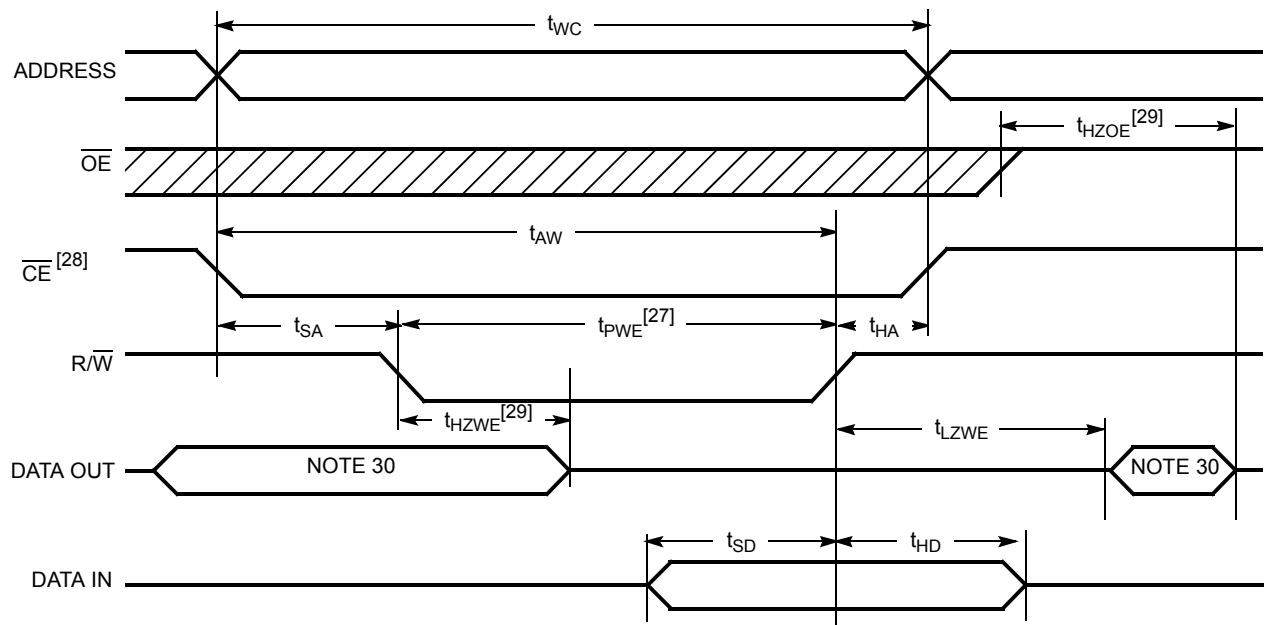 tWC
ADDRESS
tHZOE[29]
OE
tAW
CE[28]
tSA
tPWE[27]
tHA
R/W
tHZWE[29]
tLZWE
DATA OUT
NOTE 30
NOTE 30
tSD
tHD
DATA IN